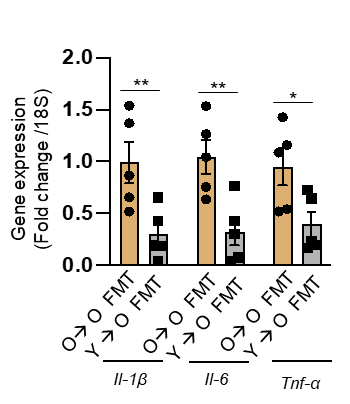 Gene expression
(Fold change /18S)
2.0
1.5
1.0
0.5
0.0
** ** *
O→O FMT
Y→O FMT
O→O FMT
Y→O FMT
O→O FMT
Y→O FMT
Il-1β Il-6 Tnf-α